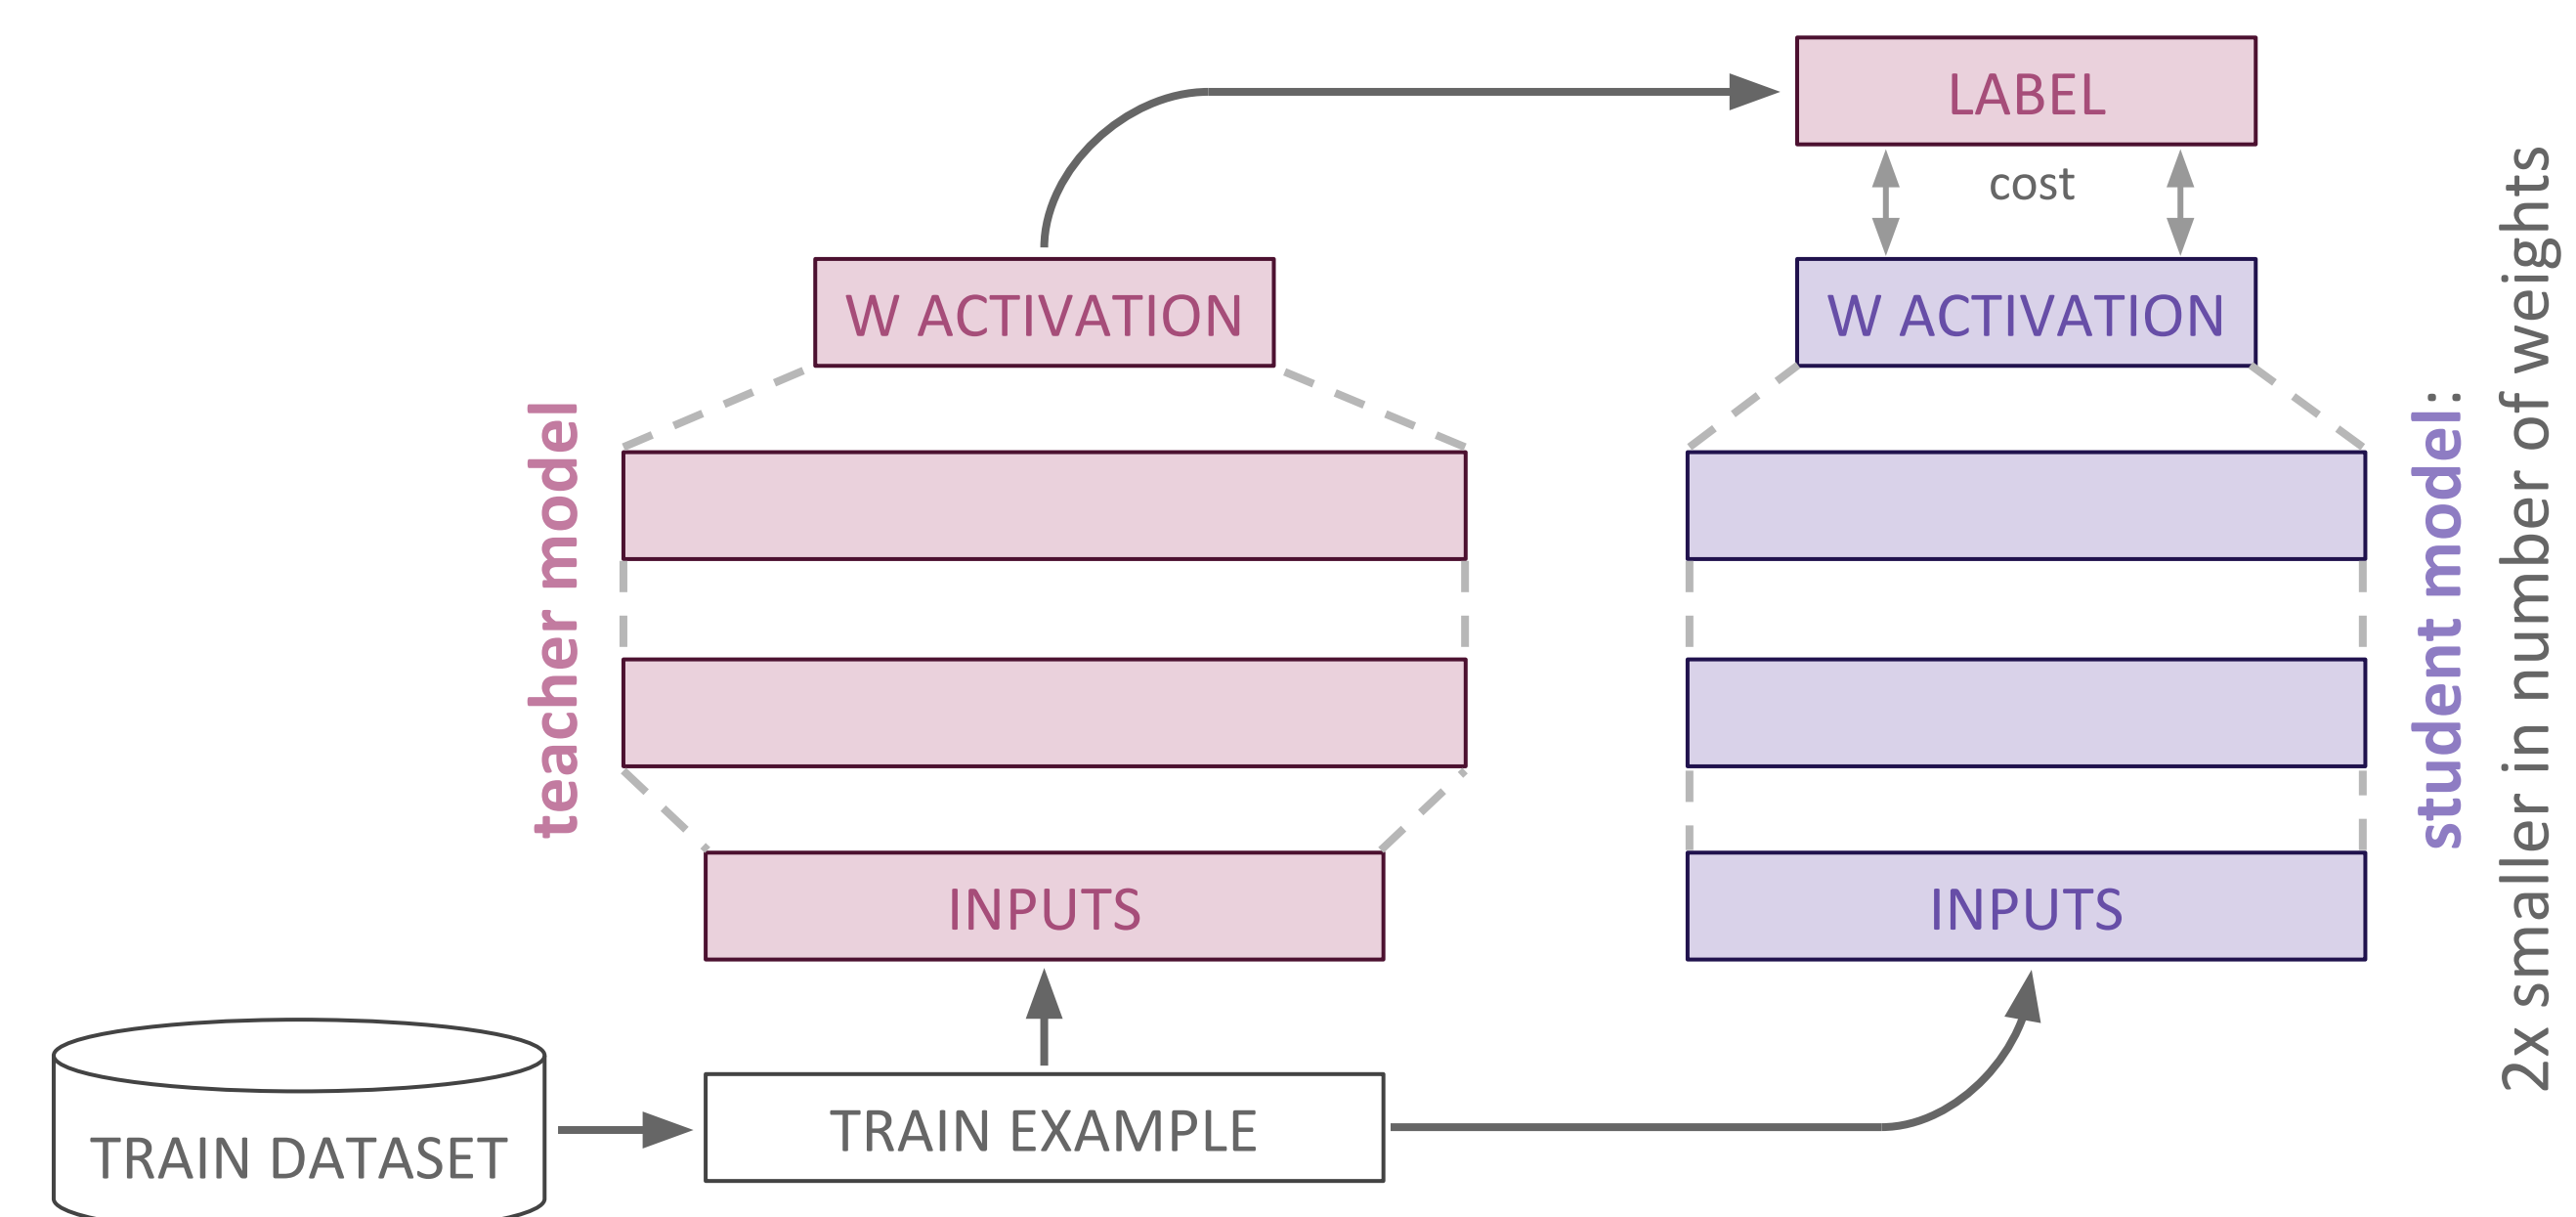 LABEL
cost
W ACTIVATION
W ACTIVATION
teacher model
student model:
2x smaller in number of weights
INPUTS
INPUTS
TRAIN DATASET
TRAIN EXAMPLE